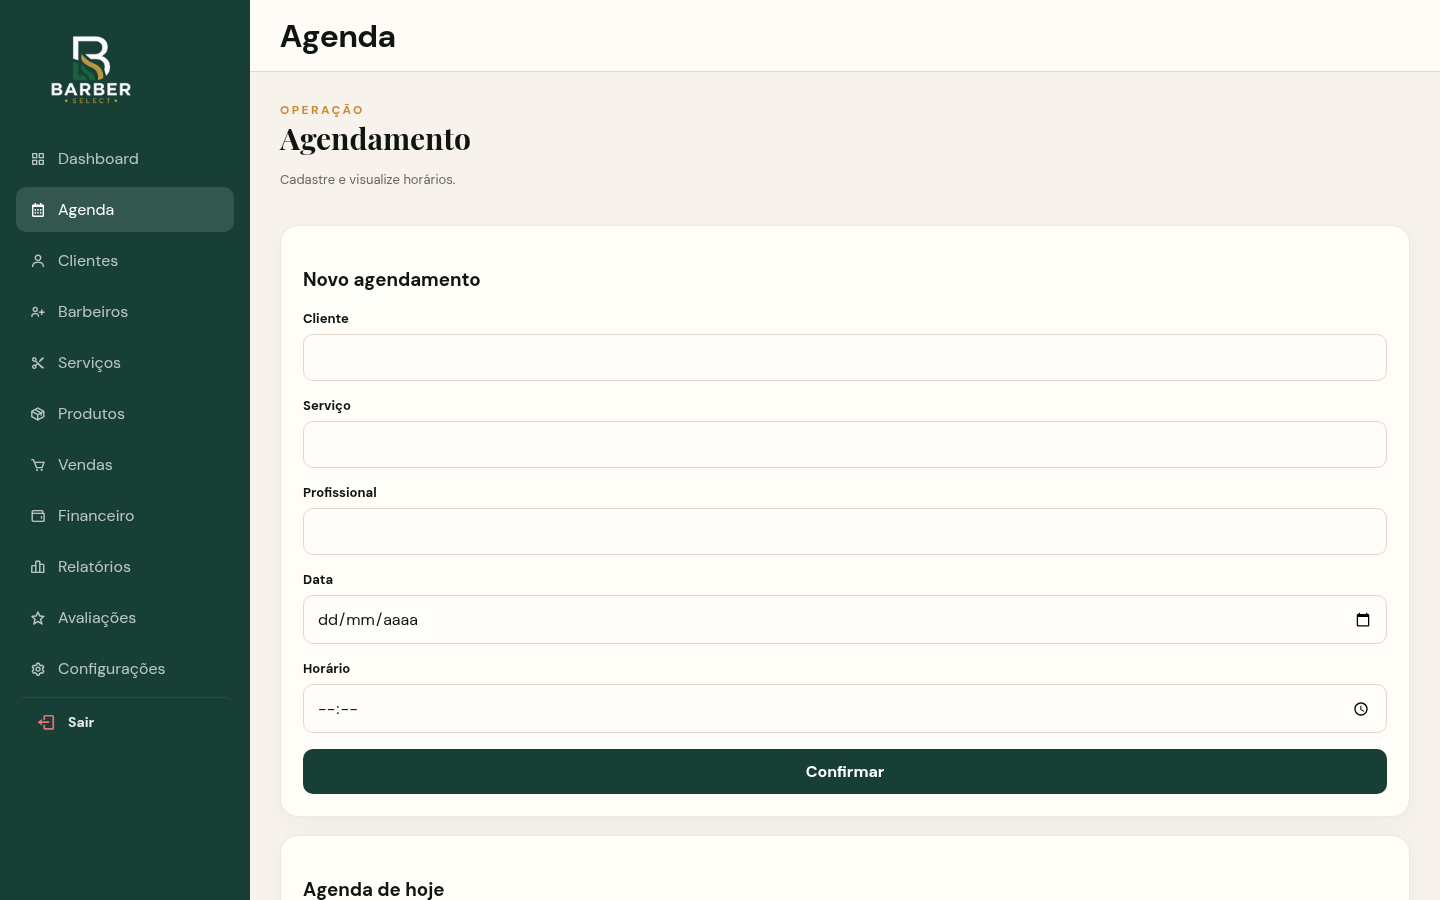 BARBER
SELECT
Dashboard
Agenda
Clientes
Barbeiros
Serviços
Produtos
Vendas
Financeiro
Relatórios
Avaliações
Configurações
Sair
Agenda
OPERAÇÃO
Agendamento
Cadastre e visualize horários.
Novo agendamento
Cliente
Serviço
Profissional
Data
dd/mm/aaaa
Horário
--:--
Confirmar
Agenda de hoje